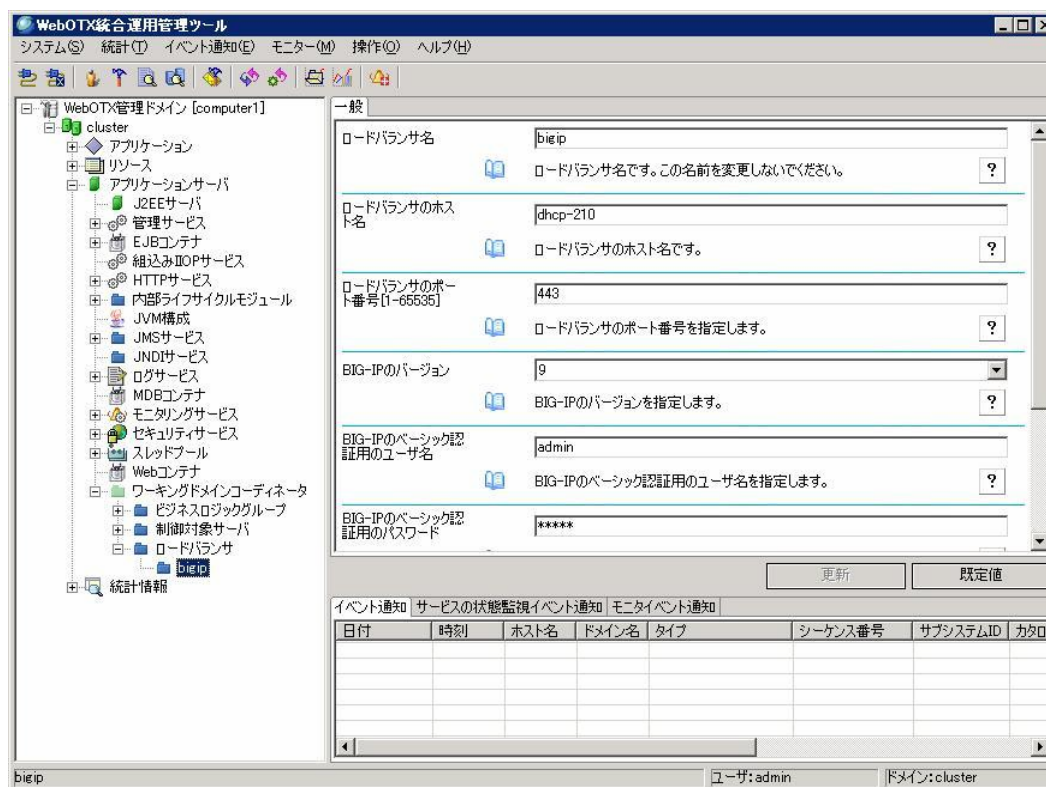 WebOTX統合運用管理ツール
システム(S) 統計(T) イベント通知(E) モニター(M) 操作(O) ヘルプ(H)
WebOTX管理ドメイン [computer1]
cluster
アプリケーション
リソース
アプリケーションサーバ
J2EEサーバ
管理サービス
EJBコンテナ
組込みIIOPサービス
HTTPサービス
内部ライフサイクルモジュール
JVM構成
JMSサービス
JNDIサービス
ログサービス
MDBコンテナ
モニタリングサービス
セキュリティサービス
スレッドプール
Webコンテナ
ワーキングドメインコーディネータ
ビジネスロジックグループ
制御対象サーバ
ロードバランサ
bigip
統計情報
一般
ロードバランサ名
bigip
ロードバランサ名です。この名前を変更しないでください。
?
ロードバランサのホス
ト名
dhcp-210
ロードバランサのホスト名です。
?
ロードバランサのポー
ト番号[1-65535]
443
ロードバランサのポート番号を指定します。
?
BIG-IPのバージョン
9
BIG-IPのバージョンを指定します。
?
BIG-IPのベーシック認
証用のユーザ名
admin
BIG-IPのベーシック認証用のユーザ名を指定します。
?
BIG-IPのベーシック認
証用のパスワード
*****
更新 既定値
イベント通知 サービスの状態監視イベント通知 モニタイベント通知
日付 時刻 ホスト名 ドメイン名 タイプ シーケンス番号 サブシステムID カタロ
bigip ユーザ:admin ドメイン:cluster